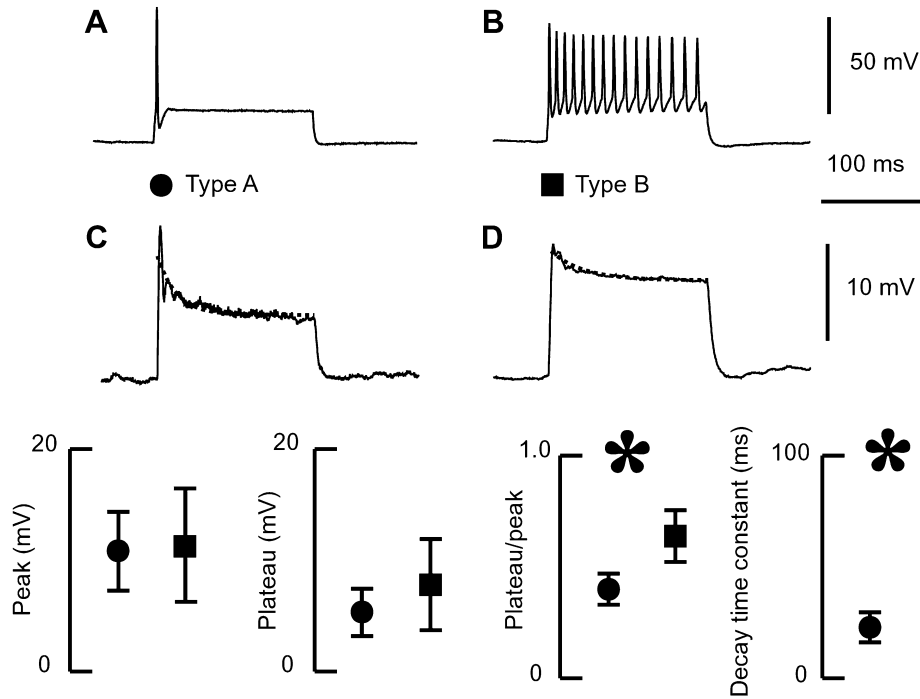 A
B
50 mV
100 ms
Type A
Type B
C
D
10 mV
20
Peak (mV)
0
20
Plateau (mV)
0
1.0
*
Plateau/peak
0
100
*
Decay time constant (ms)
0